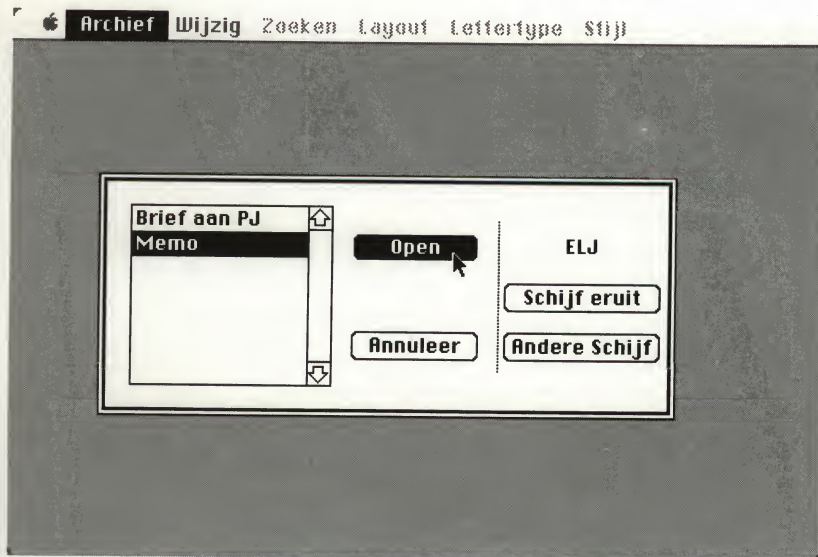 Archief Wijzig Zoeken Layout Lettertype Stijl
Brief aan PJ
Memo
Open
Annuleer
ELJ
Schijf eruit
Andere Schijf